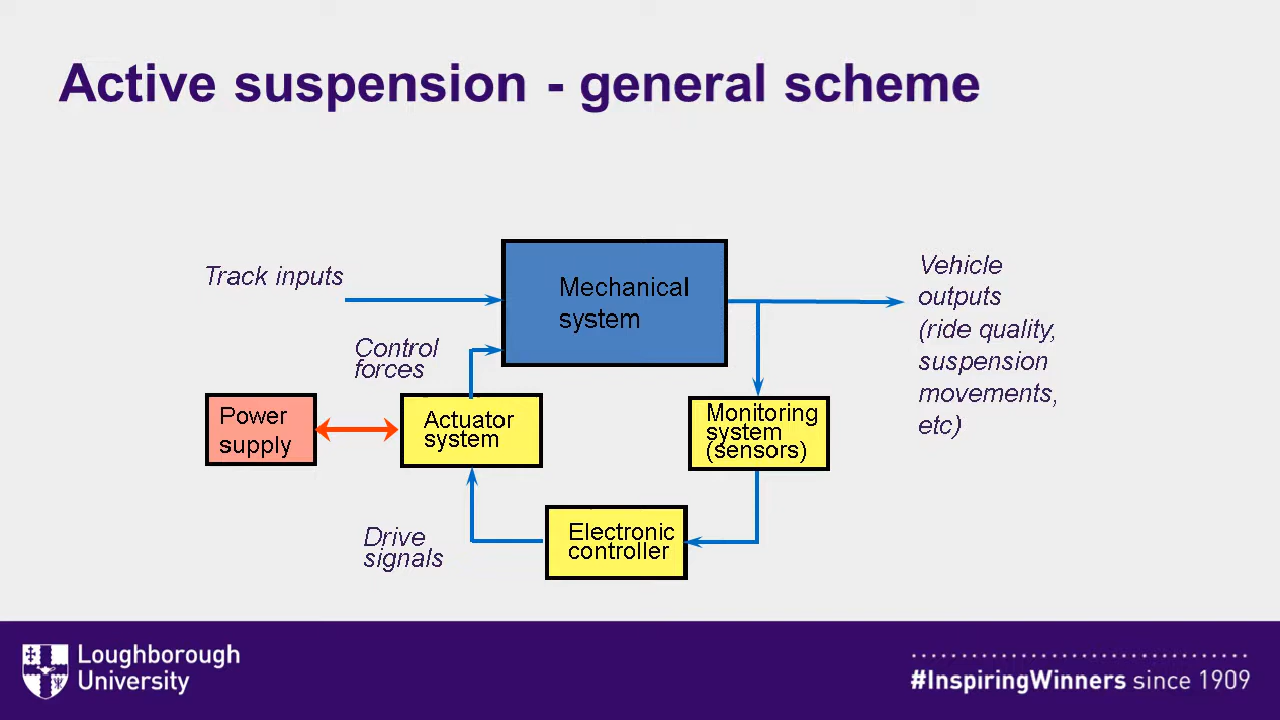 Active suspension - general scheme
Track inputs
Mechanical
system
Vehicle
outputs
(ride quality,
suspension
movements,
etc)
Control
forces
Power
supply
Actuator
system
Monitoring
system
(sensors)
Drive
signals
Electronic
controller
Loughborough
University
#InspiringWinners since 1909